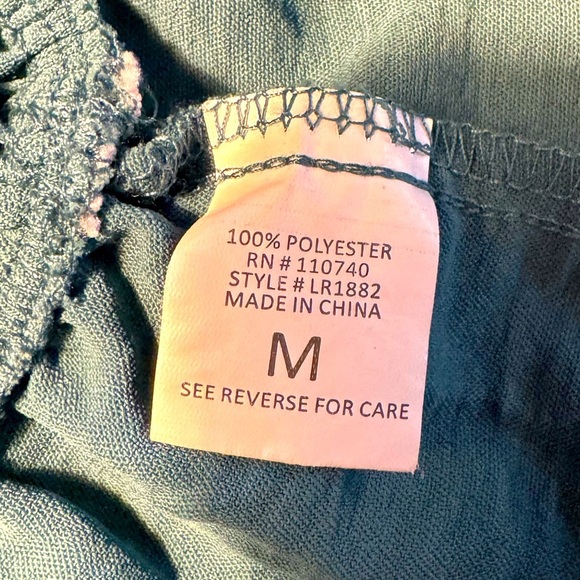 100% POLYESTER
RN # 110740
STYLE # LR1882
MADE IN CHINA
M
SEE REVERSE FOR CARE